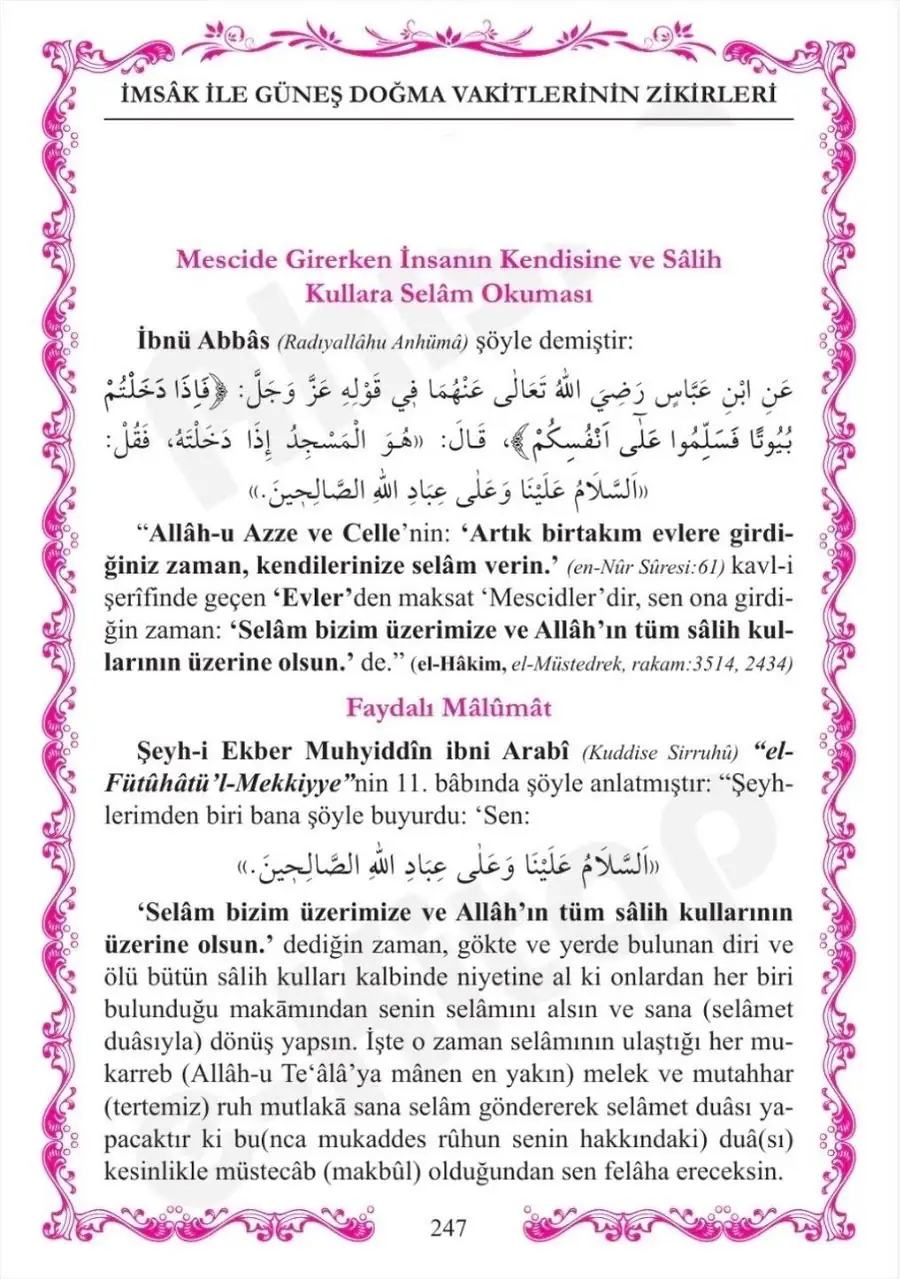 İMSÂK İLE GÜNEŞ DOĞMA VAKİTLERİNİN ZİKİRLERİ
Mescide Girerken İnsanın Kendisine ve Sâlih
Kullara Selâm Okuması
İbnü Abbâs (Radıyallâhu Anhümâ) şöyle demiştir:
عَنِ ابْنِ عَبَّاسٍ رَضِيَ اللهُ تَعَالٰى عَنْهُمَا فِي قَوْلِهِ عَزَّ وَجَلَّ: ﴿فَاِذَا دَخَلْتُمْ
بُيُوتًا فَسَلِّمُوا عَلٰٓى اَنْفُسِكُمْ﴾، قَالَ: «هُوَ الْمَسْجِدُ إِذَا دَخَلْتَهُ، فَقُلْ:
«اَلسَّلَامُ عَلَيْنَا وَعَلٰى عِبَادِ اللهِ الصَّالِحِينَ.»
“Allâh-u Azze ve Celle’nin: ‘Artık birtakım evlere girdi-
ğiniz zaman, kendilerinize selâm verin.’ (en-Nûr Sûresi:61) kavl-i
şerîfinde geçen ‘Evler’den maksat ‘Mescidler’dir, sen ona girdi-
ğin zaman: ‘Selâm bizim üzerimize ve Allâh’ın tüm sâlih kul-
larının üzerine olsun.’ de.” (el-Hâkim, el-Müstedrek, rakam:3514, 2434)
Faydalı Mâlûmât
Şeyh-i Ekber Muhyiddîn ibni Arabî (Kuddise Sirruhû) “el-
Fütûhâtü’l-Mekkiyye”nin 11. bâbında şöyle anlatmıştır: “Şeyh-
lerimden biri bana şöyle buyurdu: ‘Sen:
«اَلسَّلَامُ عَلَيْنَا وَعَلٰى عِبَادِ اللهِ الصَّالِحِينَ.»
‘Selâm bizim üzerimize ve Allâh’ın tüm sâlih kullarının
üzerine olsun.’ dediğin zaman, gökte ve yerde bulunan diri ve
ölü bütün sâlih kulları kalbinde niyetine al ki onlardan her biri
bulunduğu makāmından senin selâmını alsın ve sana (selâmet
duâsıyla) dönüş yapsın. İşte o zaman selâmının ulaştığı her mu-
karreb (Allâh-u Te‘âlâ’ya mânen en yakın) melek ve mutahhar
(tertemiz) ruh mutlakā sana selâm göndererek selâmet duâsı ya-
pacaktır ki bu(nca mukaddes rûhun senin hakkındaki) duâ(sı)
kesinlikle müstecâb (makbûl) olduğundan sen felâha ereceksin.
247